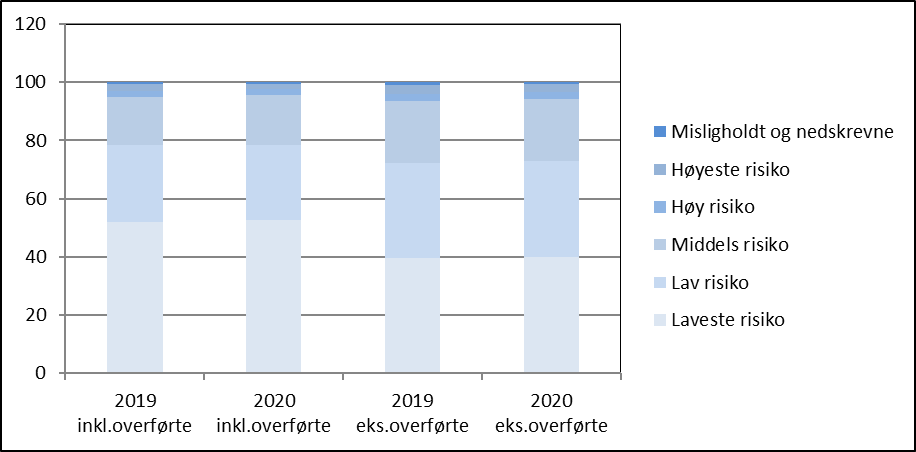 120
100
80
60
40
20
0
2019
inkl.overførte
2020
inkl.overførte
2019
eks.overførte
2020
eks.overførte
Misligholdt og nedskrevne
Høyeste risiko
Høy risiko
Middels risiko
Lav risiko
Laveste risiko